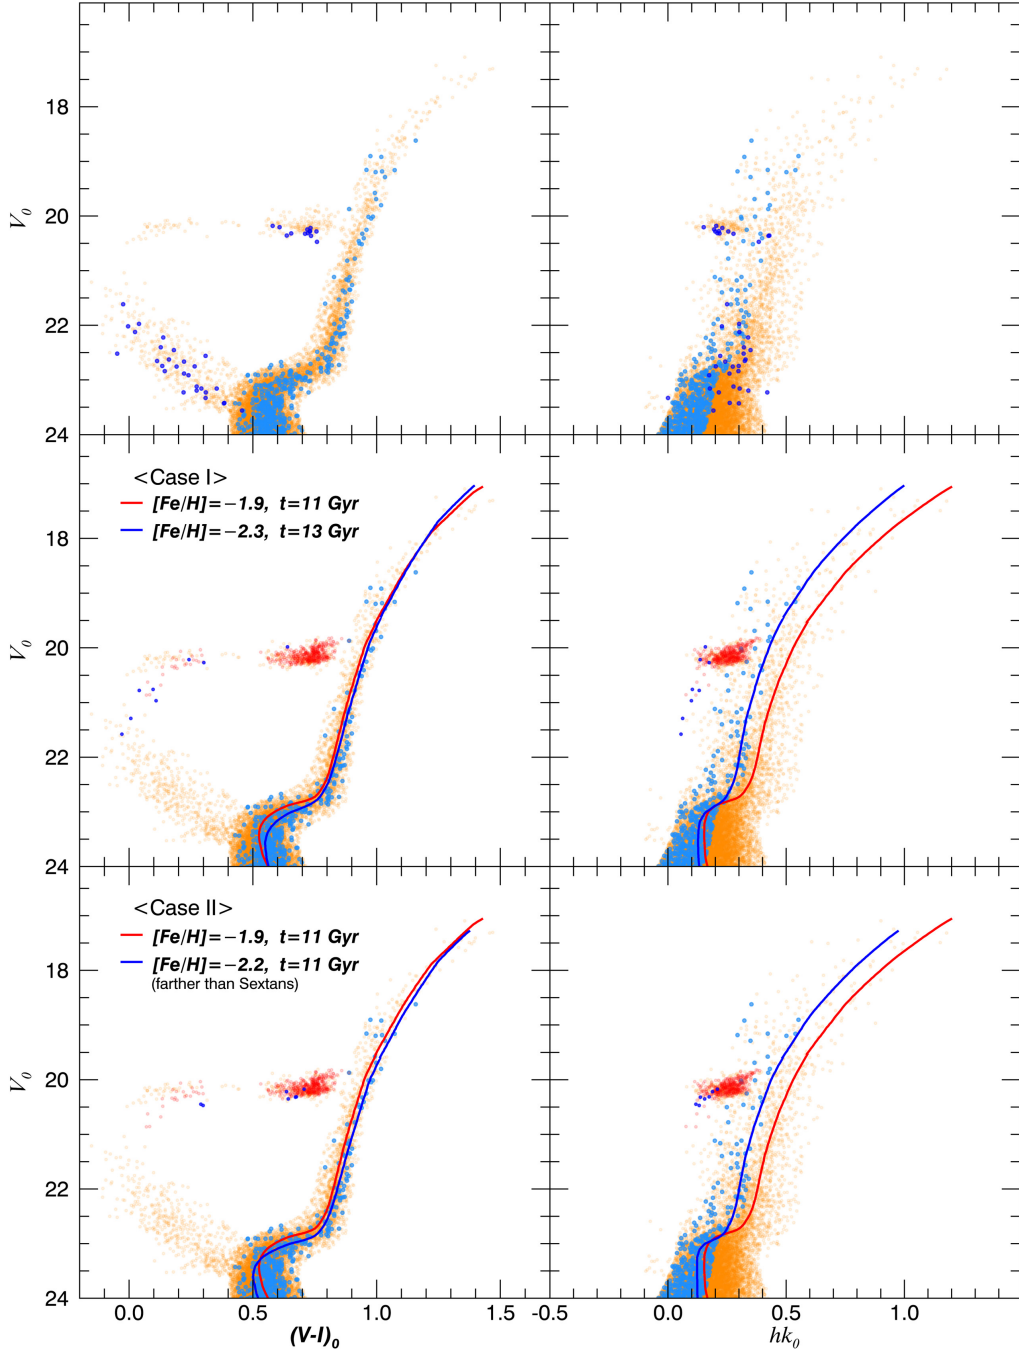 18
20
22
24
V0
<Case I>
[Fe/H]=−1.9, t=11 Gyr
[Fe/H]=−2.3, t=13 Gyr
18
20
22
24
V0
<Case II>
[Fe/H]=−1.9, t=11 Gyr
[Fe/H]=−2.2, t=11 Gyr
(farther than Sextans)
18
20
22
24
V0
0.0 0.5 1.0 1.5 -0.5 0.0 0.5 1.0
(V-I)0 hk0